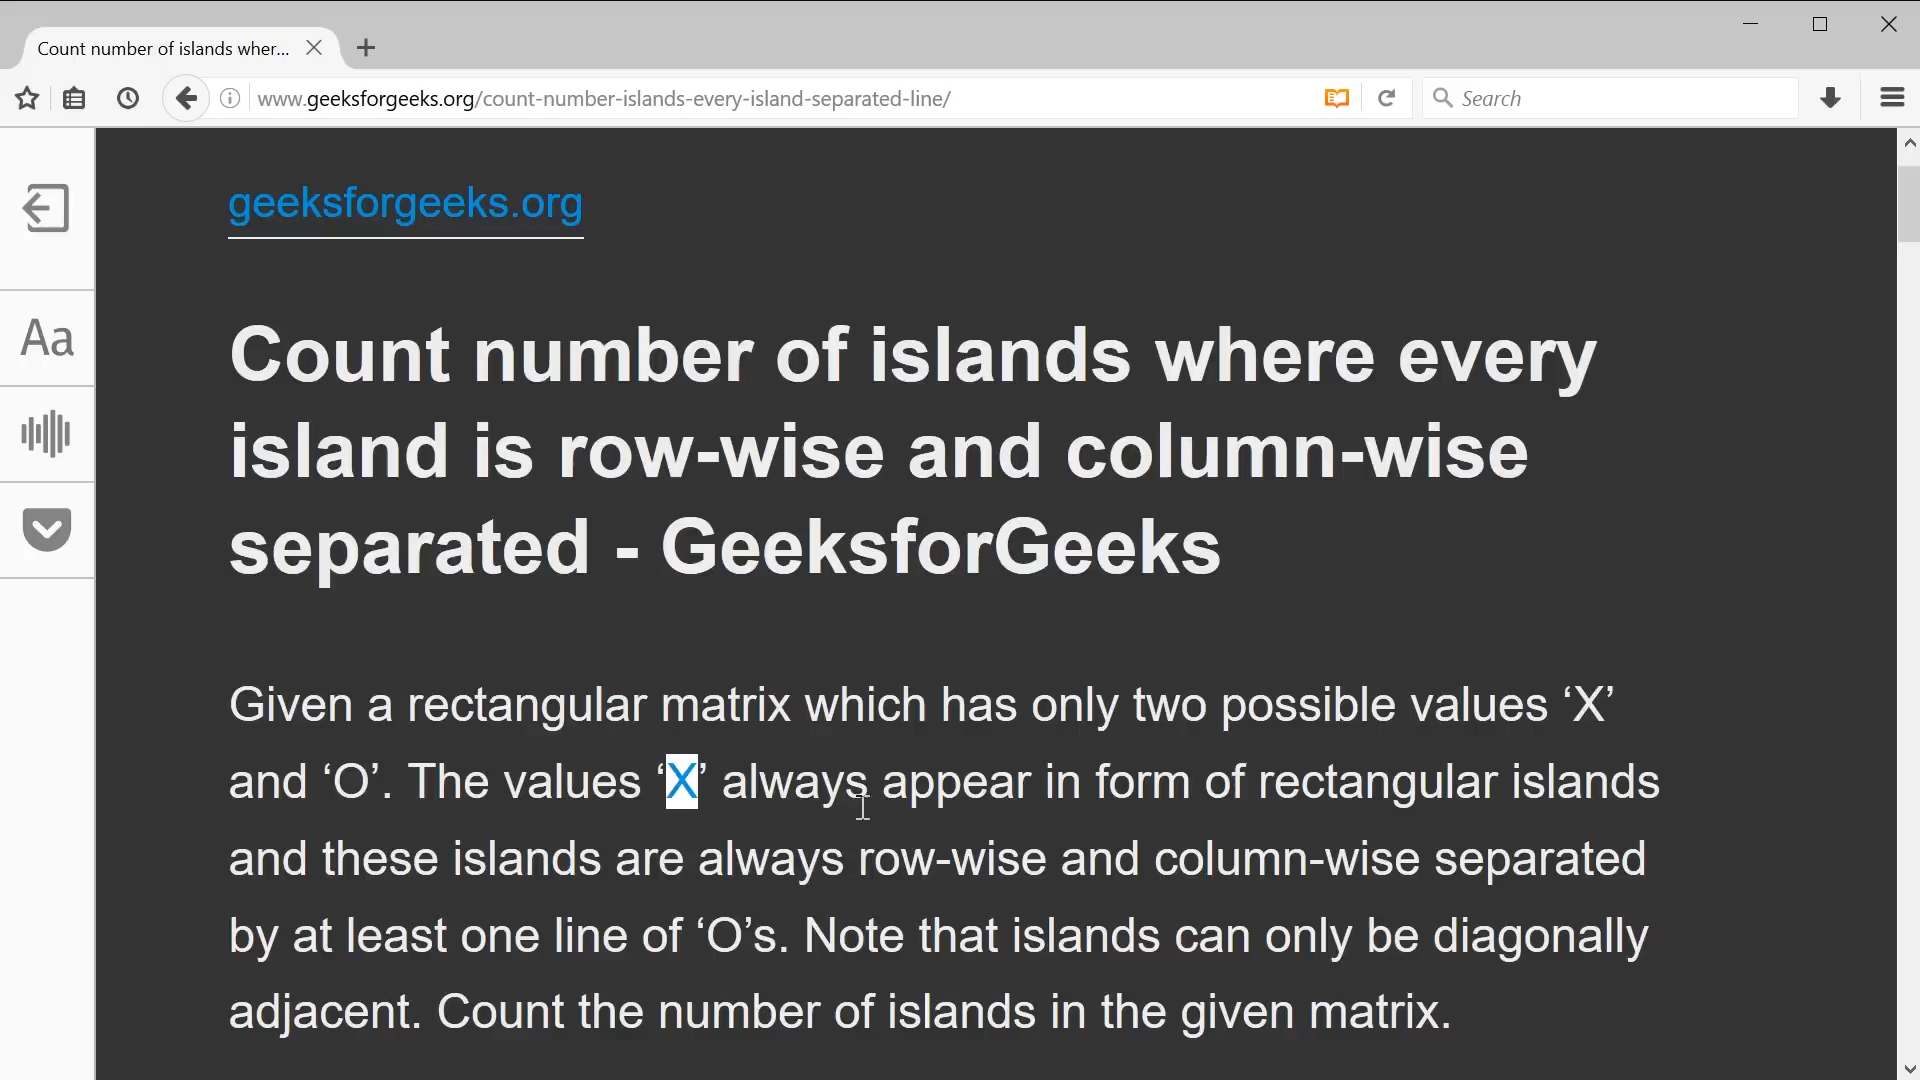 Count number of islands wher...
www.geeksforgeeks.org/count-number-islands-every-island-separated-line/
Search
geeksforgeeks.org
Aa
Count number of islands where every
island is row-wise and column-wise
separated - GeeksforGeeks
Given a rectangular matrix which has only two possible values ‘X’
and ‘O’. The values ‘X’ always appear in form of rectangular islands
and these islands are always row-wise and column-wise separated
by at least one line of ‘O’s. Note that islands can only be diagonally
adjacent. Count the number of islands in the given matrix.